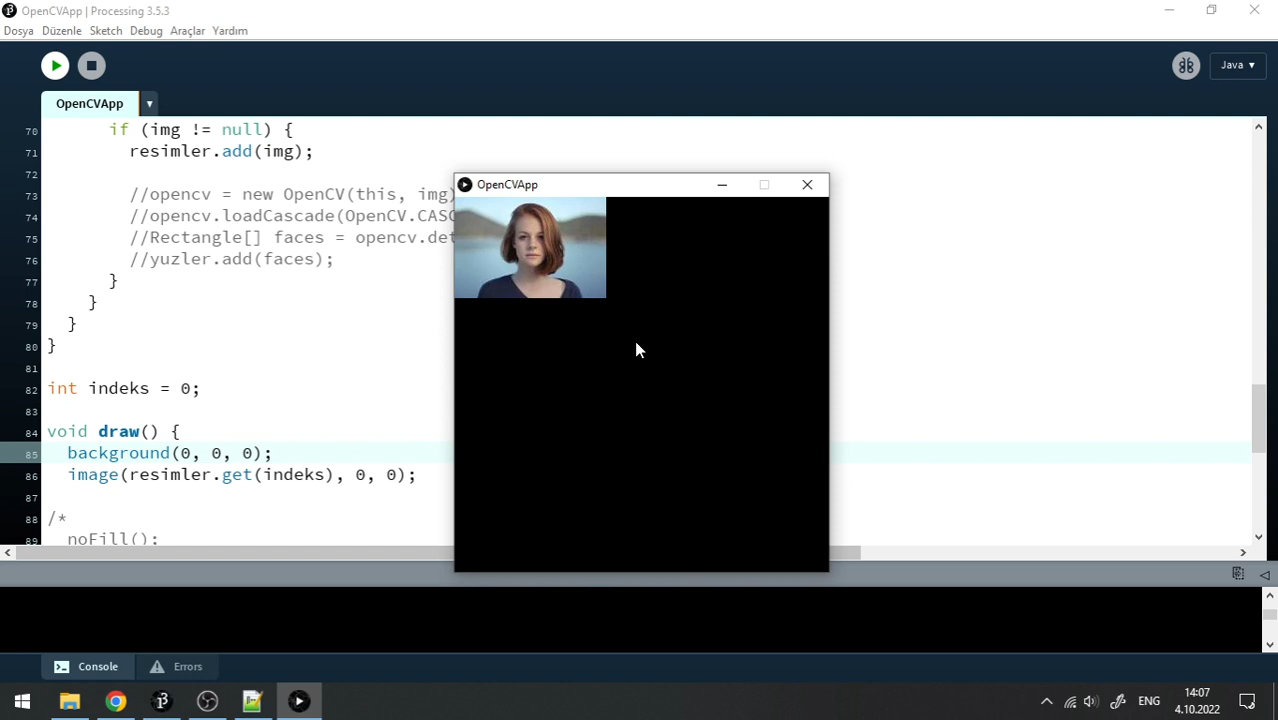 OpenCVApp | Processing 3.5.3
Dosya Düzenle Sketch Debug Araçlar Yardım
Java ▾
OpenCVApp ▾
70 if (img != null) {
71 resimler.add(img);
72
73 //opencv = new OpenCV(this, img)
74 //opencv.loadCascade(OpenCV.CASC
75 //Rectangle[] faces = opencv.det
76 //yuzler.add(faces);
77 }
78 }
79 }
80 }
81
82 int indeks = 0;
83
84 void draw() {
85 background(0, 0, 0);
86 image(resimler.get(indeks), 0, 0);
87
88 /*
89 noFill();
OpenCVApp
Console Errors
ENG
14:07
4.10.2022